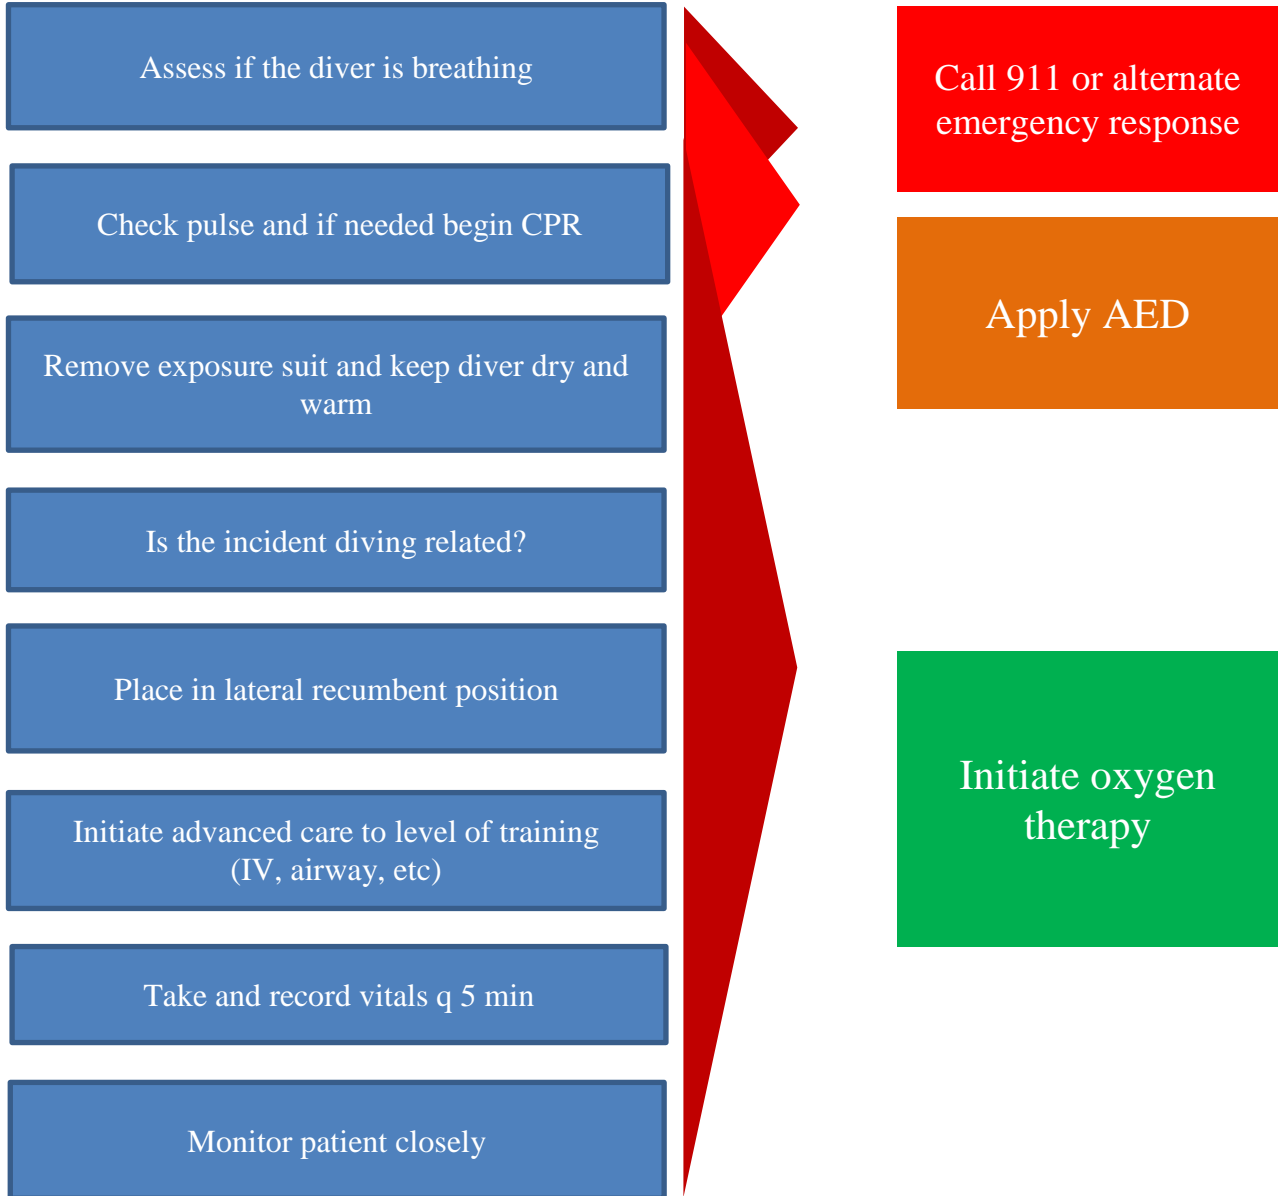 Assess if the diver is breathing
Check pulse and if needed begin CPR
Remove exposure suit and keep diver dry and
warm
Is the incident diving related?
Place in lateral recumbent position
Initiate advanced care to level of training
(IV, airway, etc)
Take and record vitals q 5 min
Monitor patient closely
Call 911 or alternate
emergency response
Apply AED
Initiate oxygen
therapy